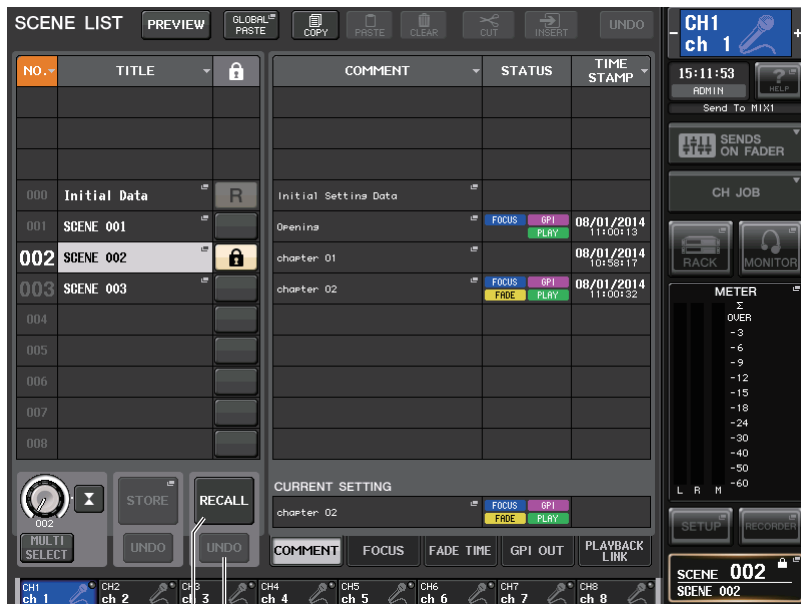 SCENE LIST PREVIEW GLOBAL PASTE COPY PASTE CLEAR CUT INSERT UNDO
NO. TITLE COMMENT STATUS TIME STAMP
000 Initial Data R Initial Setting Data
001 SCENE 001 Opening FOCUS GPI PLAY 08/01/2014 11:00:13
002 SCENE 002 chapter 01 08/01/2014 10:58:17
003 SCENE 003 chapter 02 FOCUS GPI FADE PLAY 08/01/2014 11:00:32
004
005
006
007
008
002
MULTI SELECT
STORE
UNDO
RECALL
UNDO
CURRENT SETTING
chapter 02 FOCUS GPI FADE PLAY
COMMENT FOCUS FADE TIME GPI OUT PLAYBACK LINK
CH1 ch 1 CH2 ch 2 CH3 ch 3 CH4 ch 4 CH5 ch 5 CH6 ch 6 CH7 ch 7 CH8 ch 8
- CH1 +
ch 1
15:11:53
ADMIN
? HELP
Send To MIX1
SENDS ON FADER
CH JOB
RACK MONITOR
METER
Σ
OVER
-3
-6
-9
-12
-15
-18
-24
-30
-40
-50
-60
L R M
SETUP RECORDER
SCENE 002
SCENE 002